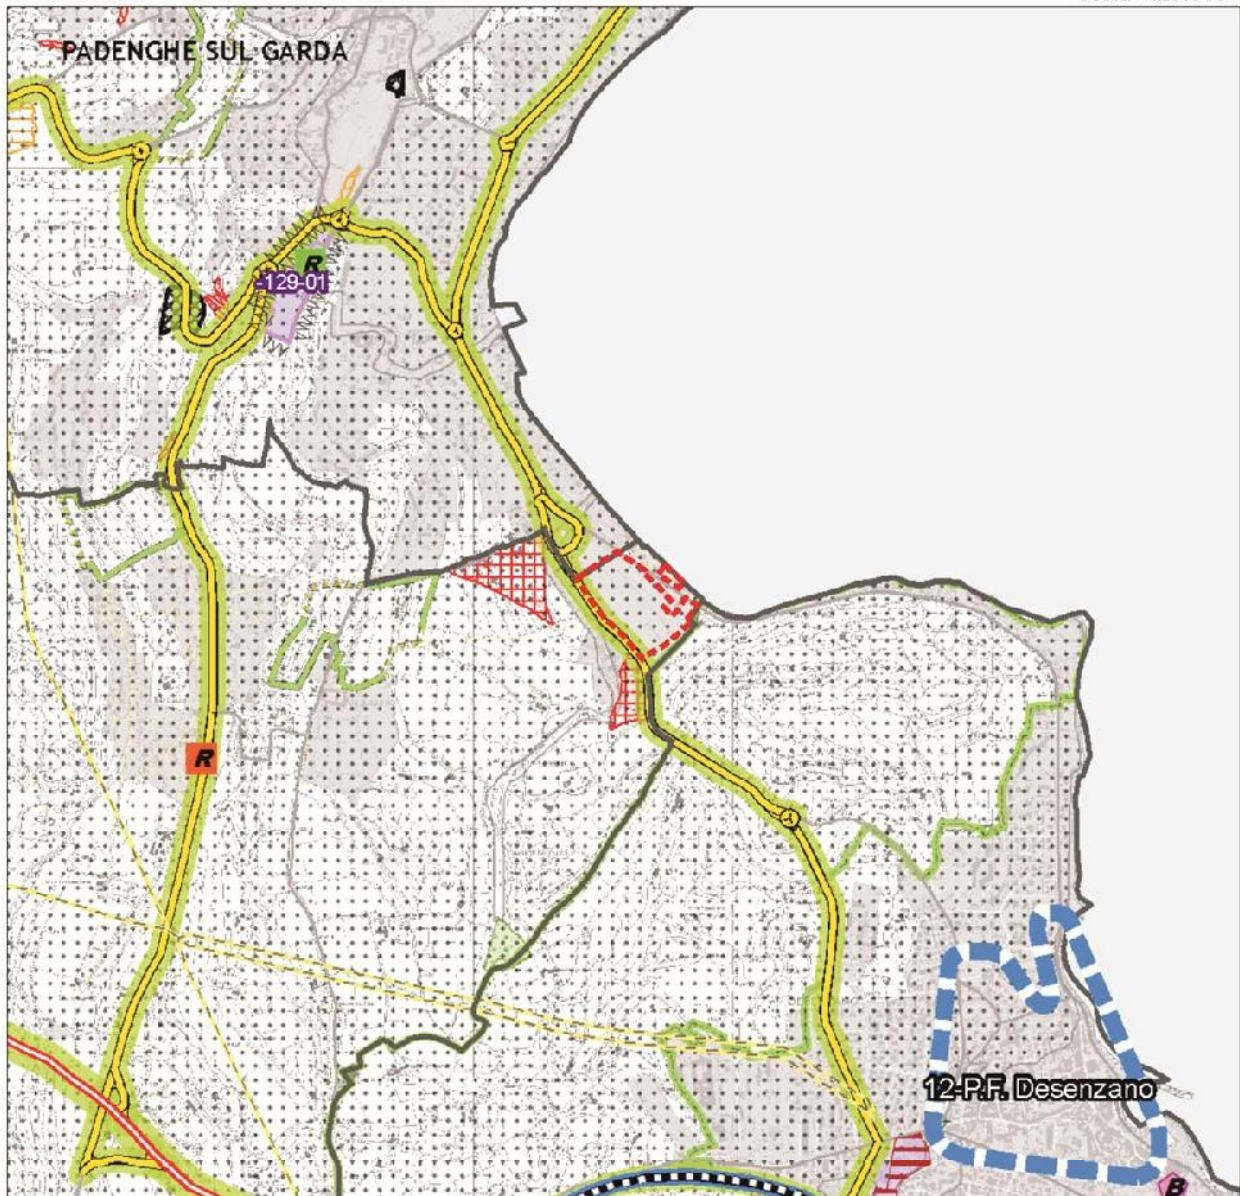 PADENGHE SUL GARDA
R
-129-01
R
12-P.F. Desenzano
B